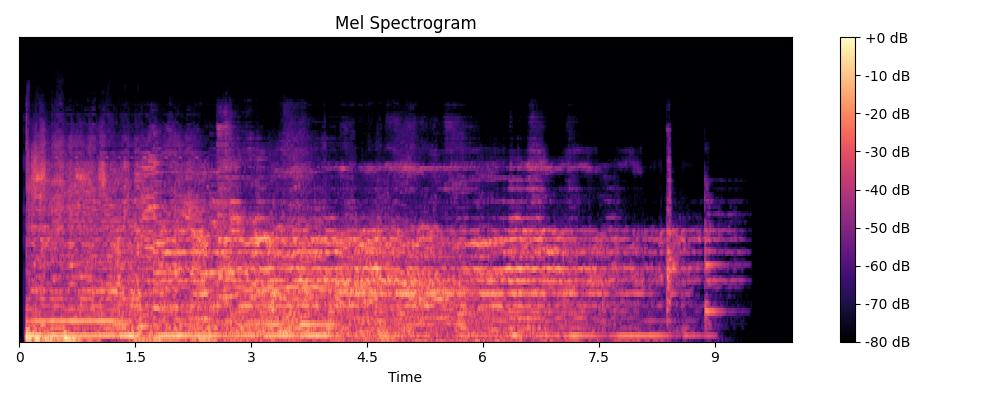 Mel Spectrogram
+0 dB
-10 dB
-20 dB
-30 dB
-40 dB
-50 dB
-60 dB
-70 dB
-80 dB
0 1.5 3 4.5 6 7.5 9
Time